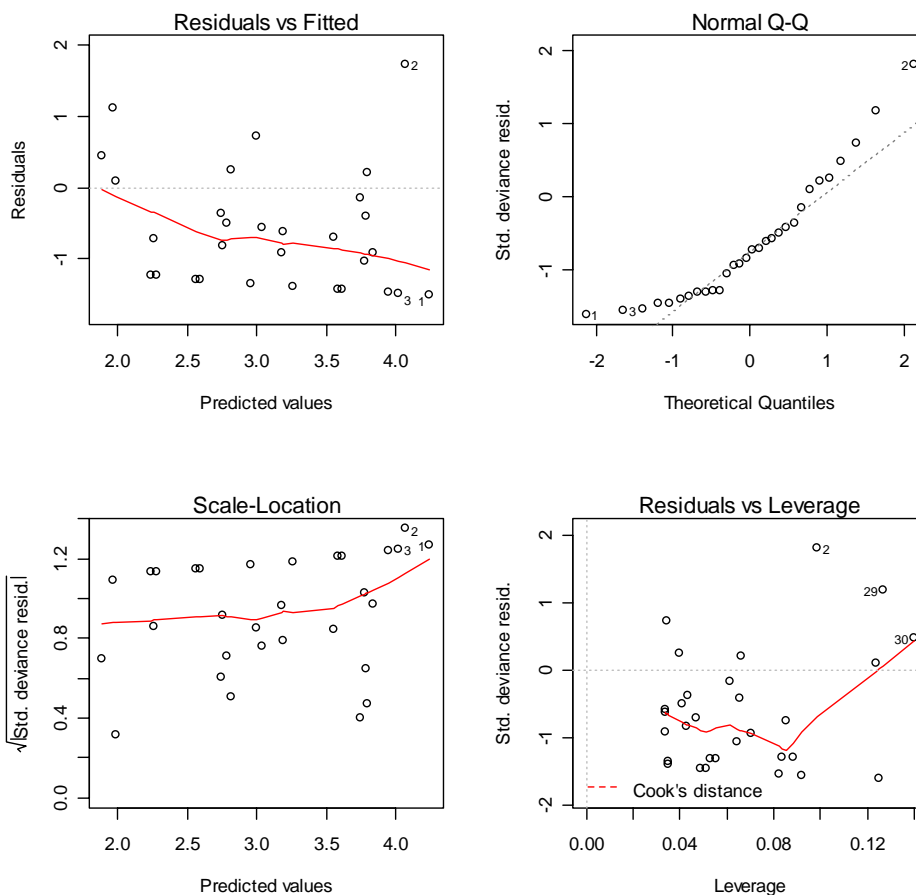 Residuals vs Fitted
2
1
0
-1
Residuals
2
3
1
2.0 2.5 3.0 3.5 4.0
Predicted values
Normal Q-Q
2
1
0
-1
Std. deviance resid.
2
1
3
-2 -1 0 1 2
Theoretical Quantiles
Scale-Location
1.2
0.8
0.4
0.0
√|Std. deviance resid.|
2
3
1
2.0 2.5 3.0 3.5 4.0
Predicted values
Residuals vs Leverage
2
1
0
-1
-2
Std. deviance resid.
2
29
30
Cook's distance
0.00 0.04 0.08 0.12
Leverage